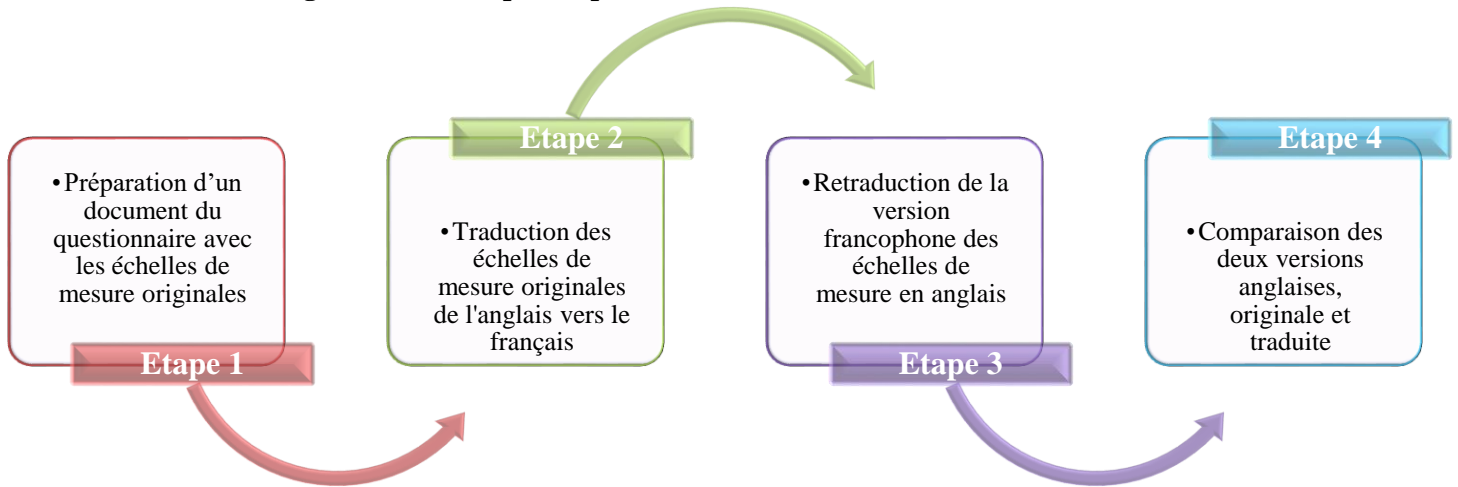 Etape 1
•Préparation d’un
document du
questionnaire avec
les échelles de
mesure originales
Etape 2
•Traduction des
échelles de
mesure originales
de l'anglais vers le
français
Etape 3
•Retraduction de la
version
francophone des
échelles de
mesure en anglais
Etape 4
•Comparaison des
deux versions
anglaises,
originale et
traduite